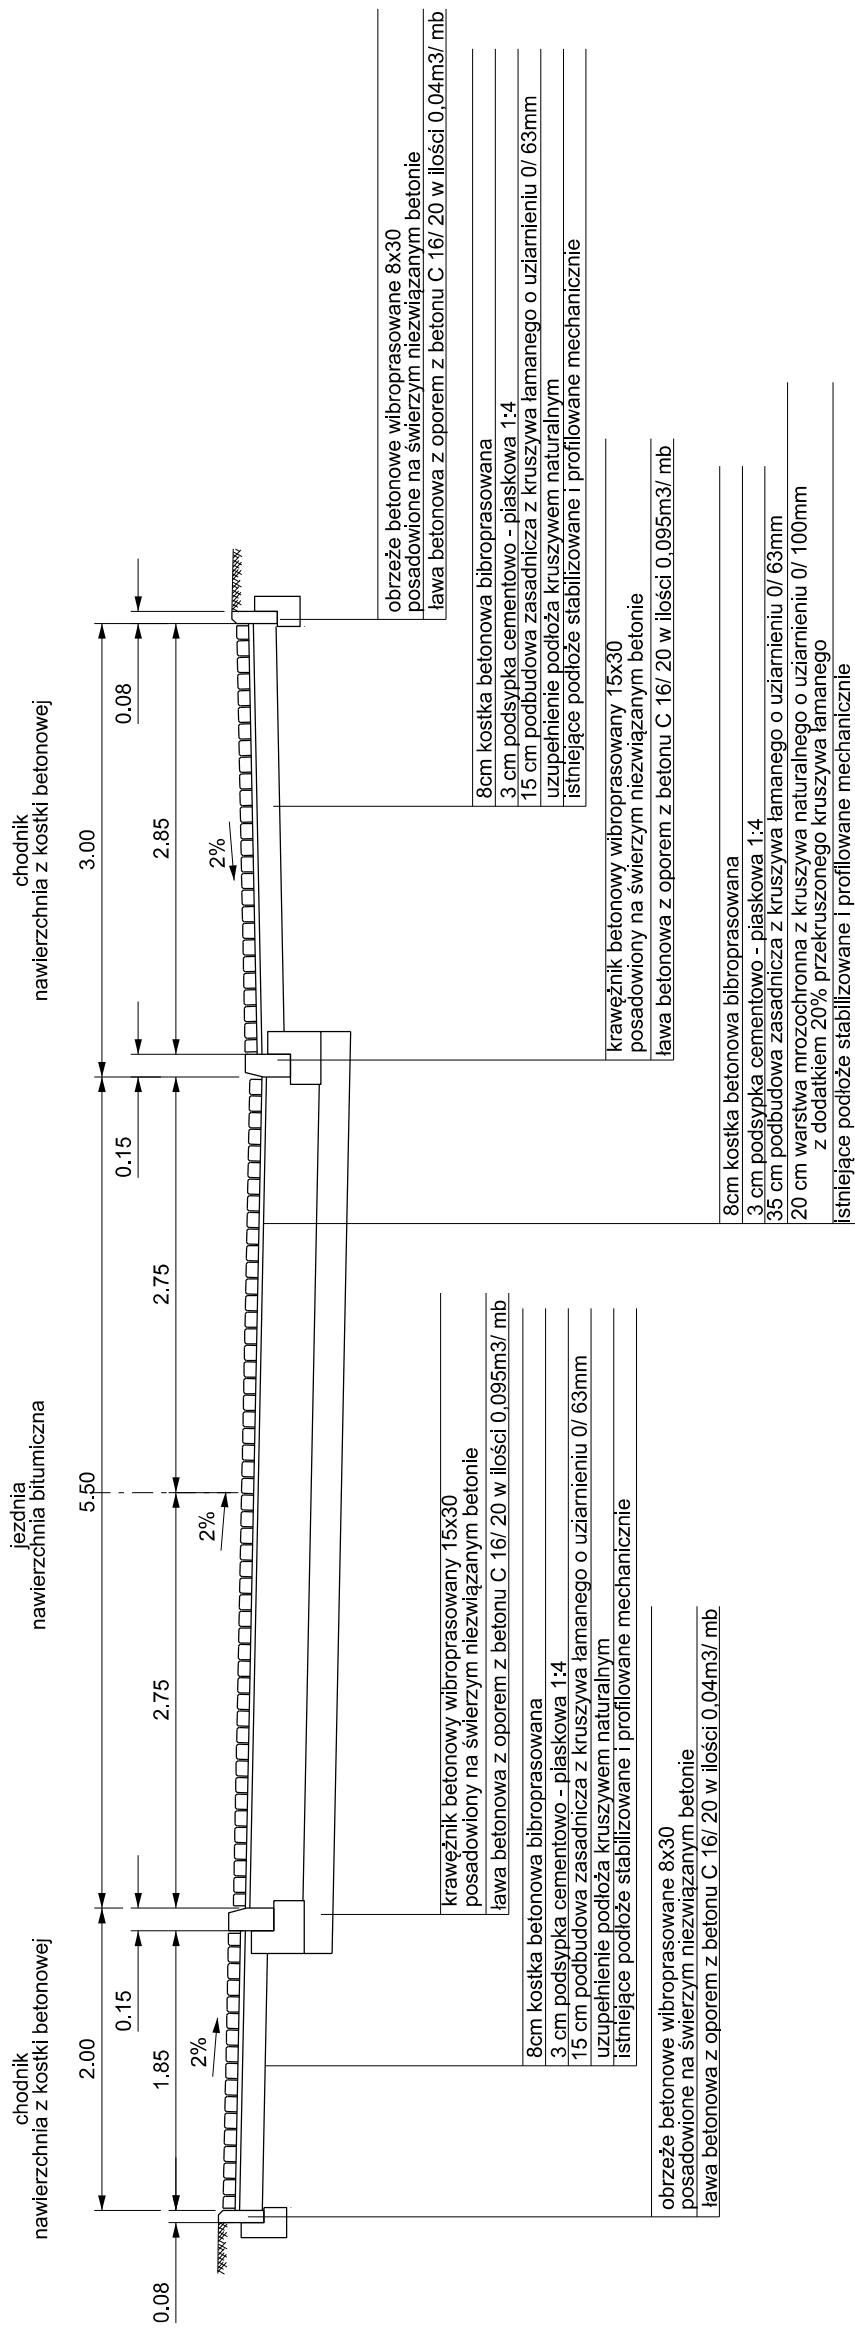 chodnik
nawierzchnia z kostki betonowej
jezdnia
nawierzchnia bitumiczna
chodnik
nawierzchnia z kostki betonowej
2.00
5.50
3.00
0.15
0.15
0.08
0.08
1.85
2.75
2.75
2.85
2%
2%
2%
krawężnik betonowy wibroprasowany 15x30
posadowiony na świerzym niezwiązanym betonie
ława betonowa z oporem z betonu C 16/ 20 w ilości 0,095m3/ mb
8cm kostka betonowa bibroprasowana
3 cm podsypka cementowo - piaskowa 1:4
15 cm podbudowa zasadnicza z kruszywa łamanego o uziarnieniu 0/ 63mm
uzupełnienie podłoża kruszywem naturalnym
istniejące podłoże stabilizowane i profilowane mechanicznie
obrzeże betonowe wibroprasowane 8x30
posadowione na świerzym niezwiązanym betonie
ława betonowa z oporem z betonu C 16/ 20 w ilości 0,04m3/ mb
obrzeże betonowe wibroprasowane 8x30
posadowione na świerzym niezwiązanym betonie
ława betonowa z oporem z betonu C 16/ 20 w ilości 0,04m3/ mb
8cm kostka betonowa bibroprasowana
3 cm podsypka cementowo - piaskowa 1:4
15 cm podbudowa zasadnicza z kruszywa łamanego o uziarnieniu 0/ 63mm
uzupełnienie podłoża kruszywem naturalnym
istniejące podłoże stabilizowane i profilowane mechanicznie
krawężnik betonowy wibroprasowany 15x30
posadowiony na świerzym niezwiązanym betonie
ława betonowa z oporem z betonu C 16/ 20 w ilości 0,095m3/ mb
8cm kostka betonowa bibroprasowana
3 cm podsypka cementowo - piaskowa 1:4
35 cm podbudowa zasadnicza z kruszywa łamanego o uziarnieniu 0/ 63mm
20 cm warstwa mrozochronna z kruszywa naturalnego o uziarnieniu 0/ 100mm
z dodatkiem 20% przekruszonego kruszywa łamanego
istniejące podłoże stabilizowane i profilowane mechanicznie